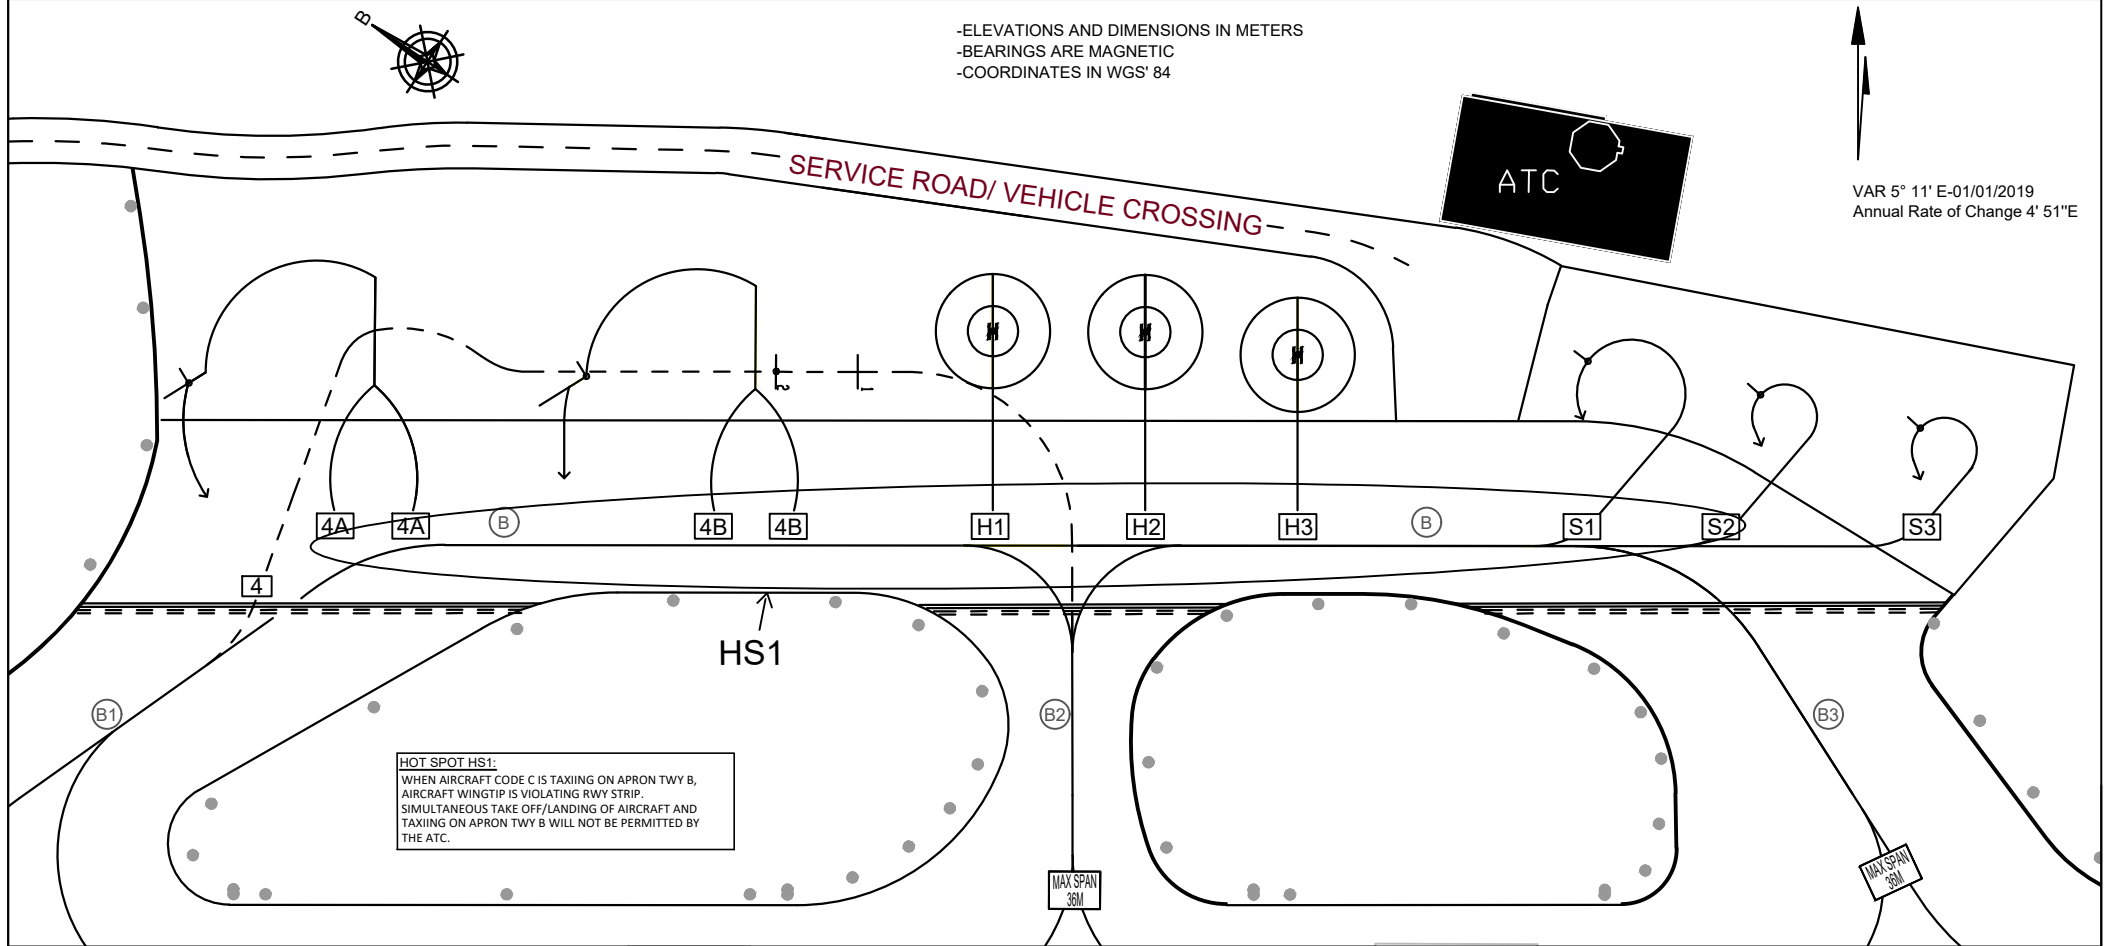 B
-ELEVATIONS AND DIMENSIONS IN METERS
-BEARINGS ARE MAGNETIC
-COORDINATES IN WGS' 84
ATC
VAR 5° 11' E-01/01/2019
Annual Rate of Change 4' 51"E
SERVICE ROAD/ VEHICLE CROSSING
H
H
H
2
1
4A
4A
B
4B
4B
H1
H2
H3
B
S1
S2
S3
4
HS1
B1
B2
B3
HOT SPOT HS1:
WHEN AIRCRAFT CODE C IS TAXIING ON APRON TWY B,
AIRCRAFT WINGTIP IS VIOLATING RWY STRIP.
SIMULTANEOUS TAKE OFF/LANDING OF AIRCRAFT AND
TAXIING ON APRON TWY B WILL NOT BE PERMITTED BY
THE ATC.
MAX SPAN
36M
MAX SPAN
36M